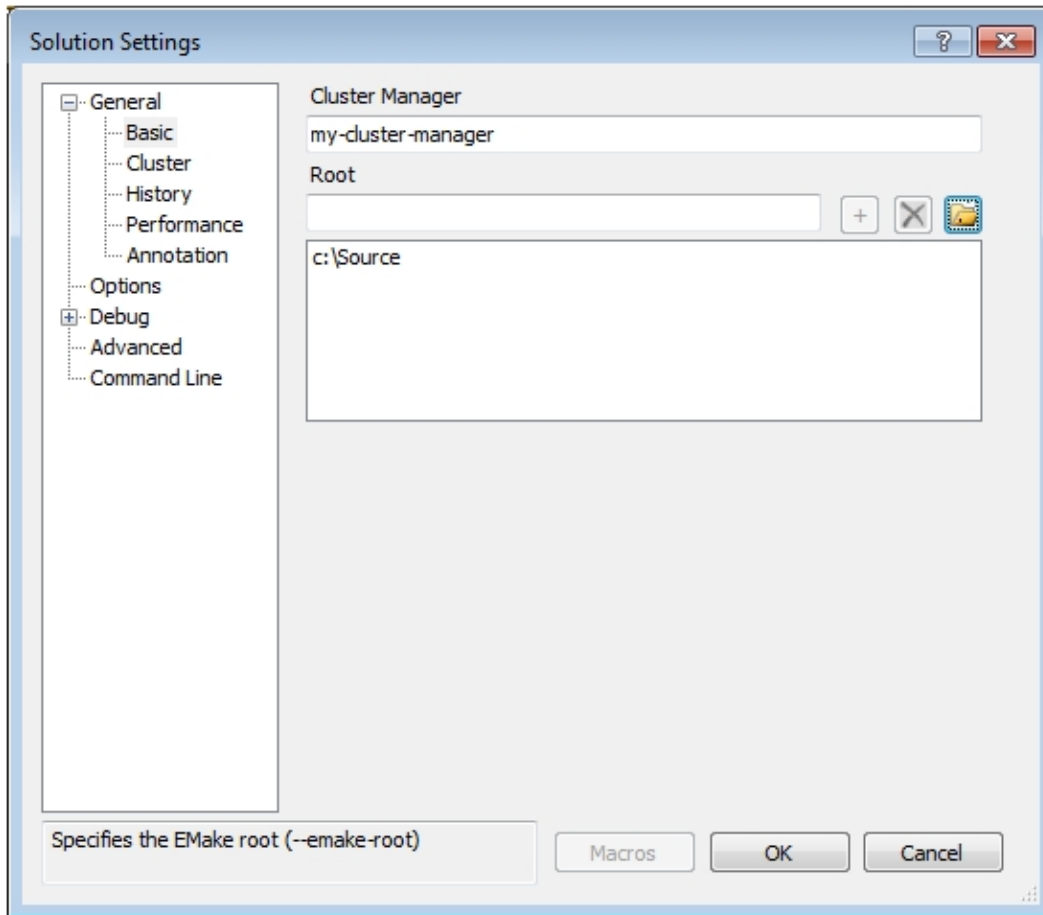 Solution Settings
General
Basic
Cluster
History
Performance
Annotation
Options
Debug
Advanced
Command Line
Cluster Manager
my-cluster-manager
Root
c:\Source
Specifies the EMake root (--emake-root)
Macros
OK
Cancel